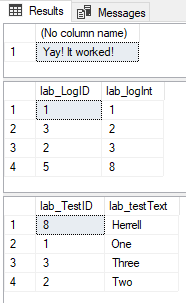 Results Messages
(No column name)
1 Yay! It worked!
lab_LogID lab_logInt
1 1 1
2 3 2
3 2 3
4 5 8
lab_TestID lab_testText
1 8 Herrell
2 1 One
3 3 Three
4 2 Two